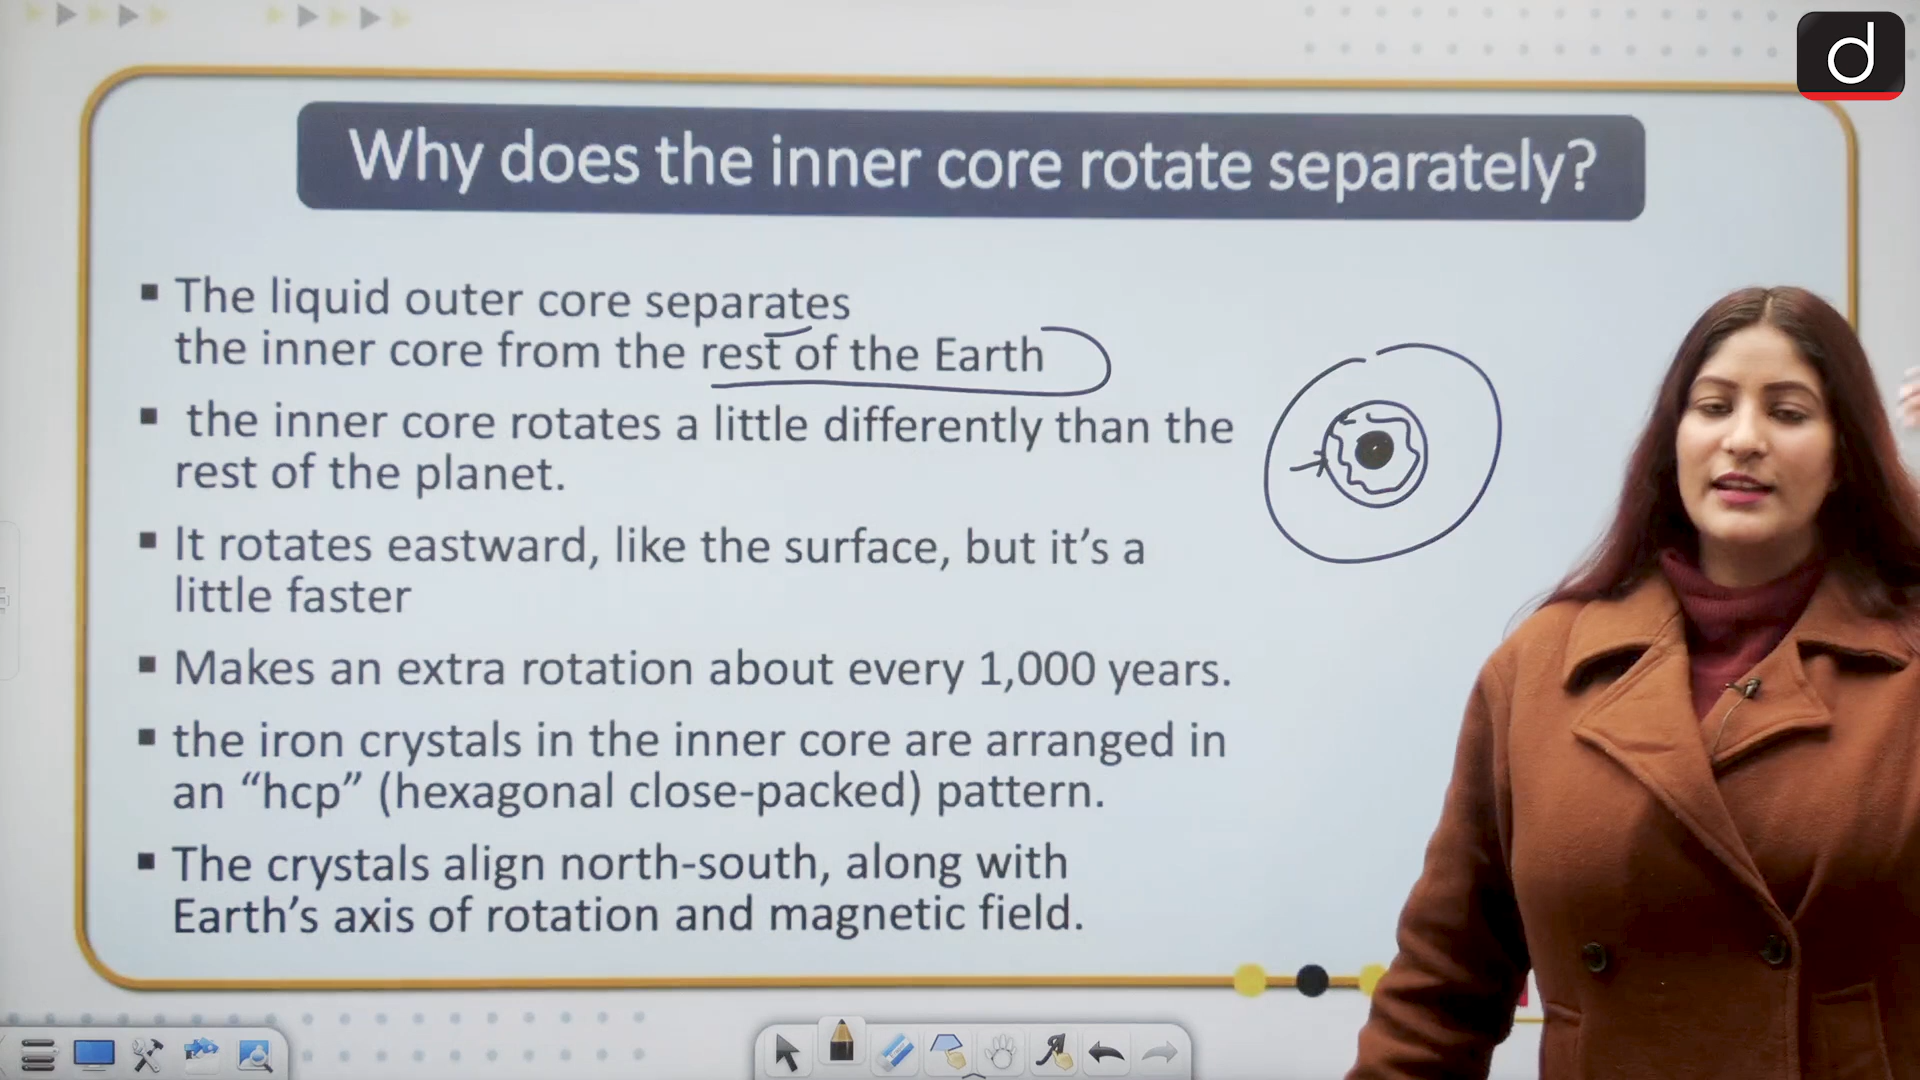 d
Why does the inner core rotate separately?
▪ The liquid outer core separates
the inner core from the rest of the Earth
▪ the inner core rotates a little differently than the
rest of the planet.
▪ It rotates eastward, like the surface, but it’s a
little faster
▪ Makes an extra rotation about every 1,000 years.
▪ the iron crystals in the inner core are arranged in
an “hcp” (hexagonal close-packed) pattern.
▪ The crystals align north-south, along with
Earth’s axis of rotation and magnetic field.